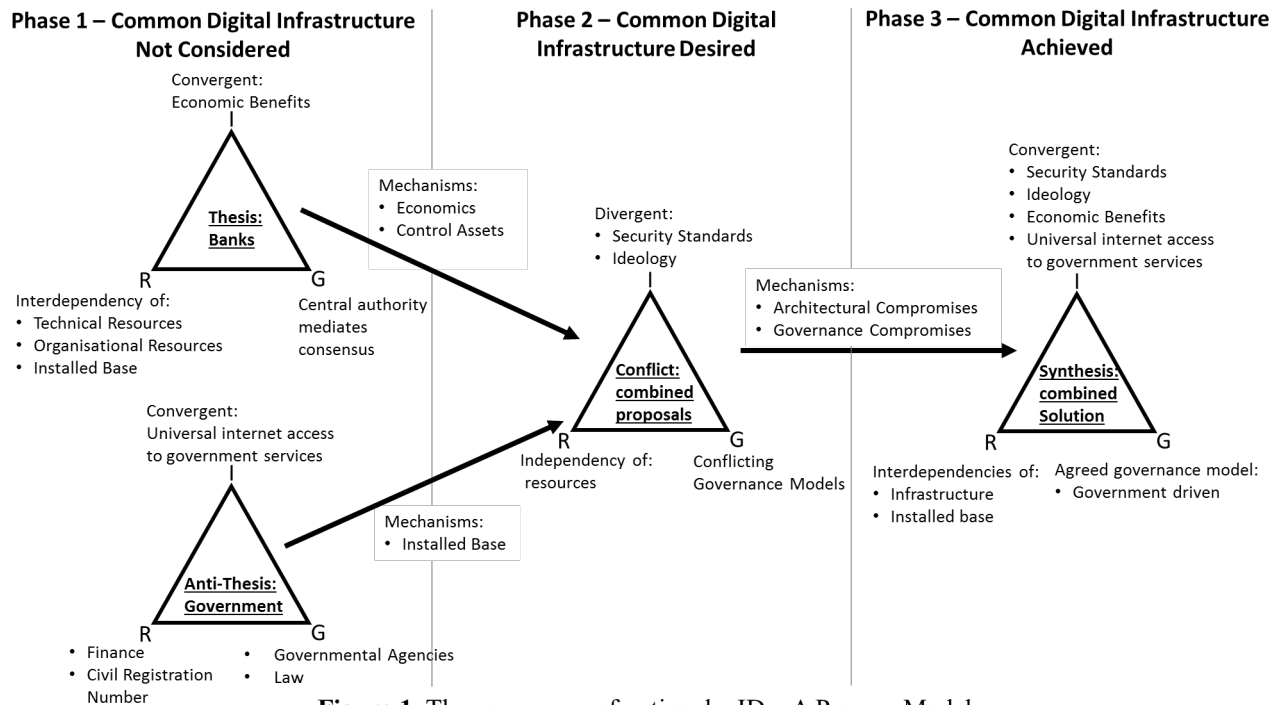 Phase 1 – Common Digital Infrastructure
Not Considered
Phase 2 – Common Digital
Infrastructure Desired
Phase 3 – Common Digital Infrastructure
Achieved
Convergent:
Economic Benefits
I
Thesis:
Banks
R
G
Interdependency of:
• Technical Resources
• Organisational Resources
• Installed Base
Central authority
mediates
consensus
Mechanisms:
• Economics
• Control Assets
Convergent:
Universal internet access
to government services
I
Anti-Thesis:
Government
R
G
• Finance
• Civil Registration
Number
• Governmental Agencies
• Law
Mechanisms:
• Installed Base
Divergent:
• Security Standards
• Ideology
I
Conflict:
combined
proposals
R
G
Independency of:
resources
Conflicting
Governance Models
Mechanisms:
• Architectural Compromises
• Governance Compromises
Convergent:
• Security Standards
• Ideology
• Economic Benefits
• Universal internet access
to government services
I
Synthesis:
combined
Solution
R
G
Interdependencies of:
• Infrastructure
• Installed base
Agreed governance model:
• Government driven